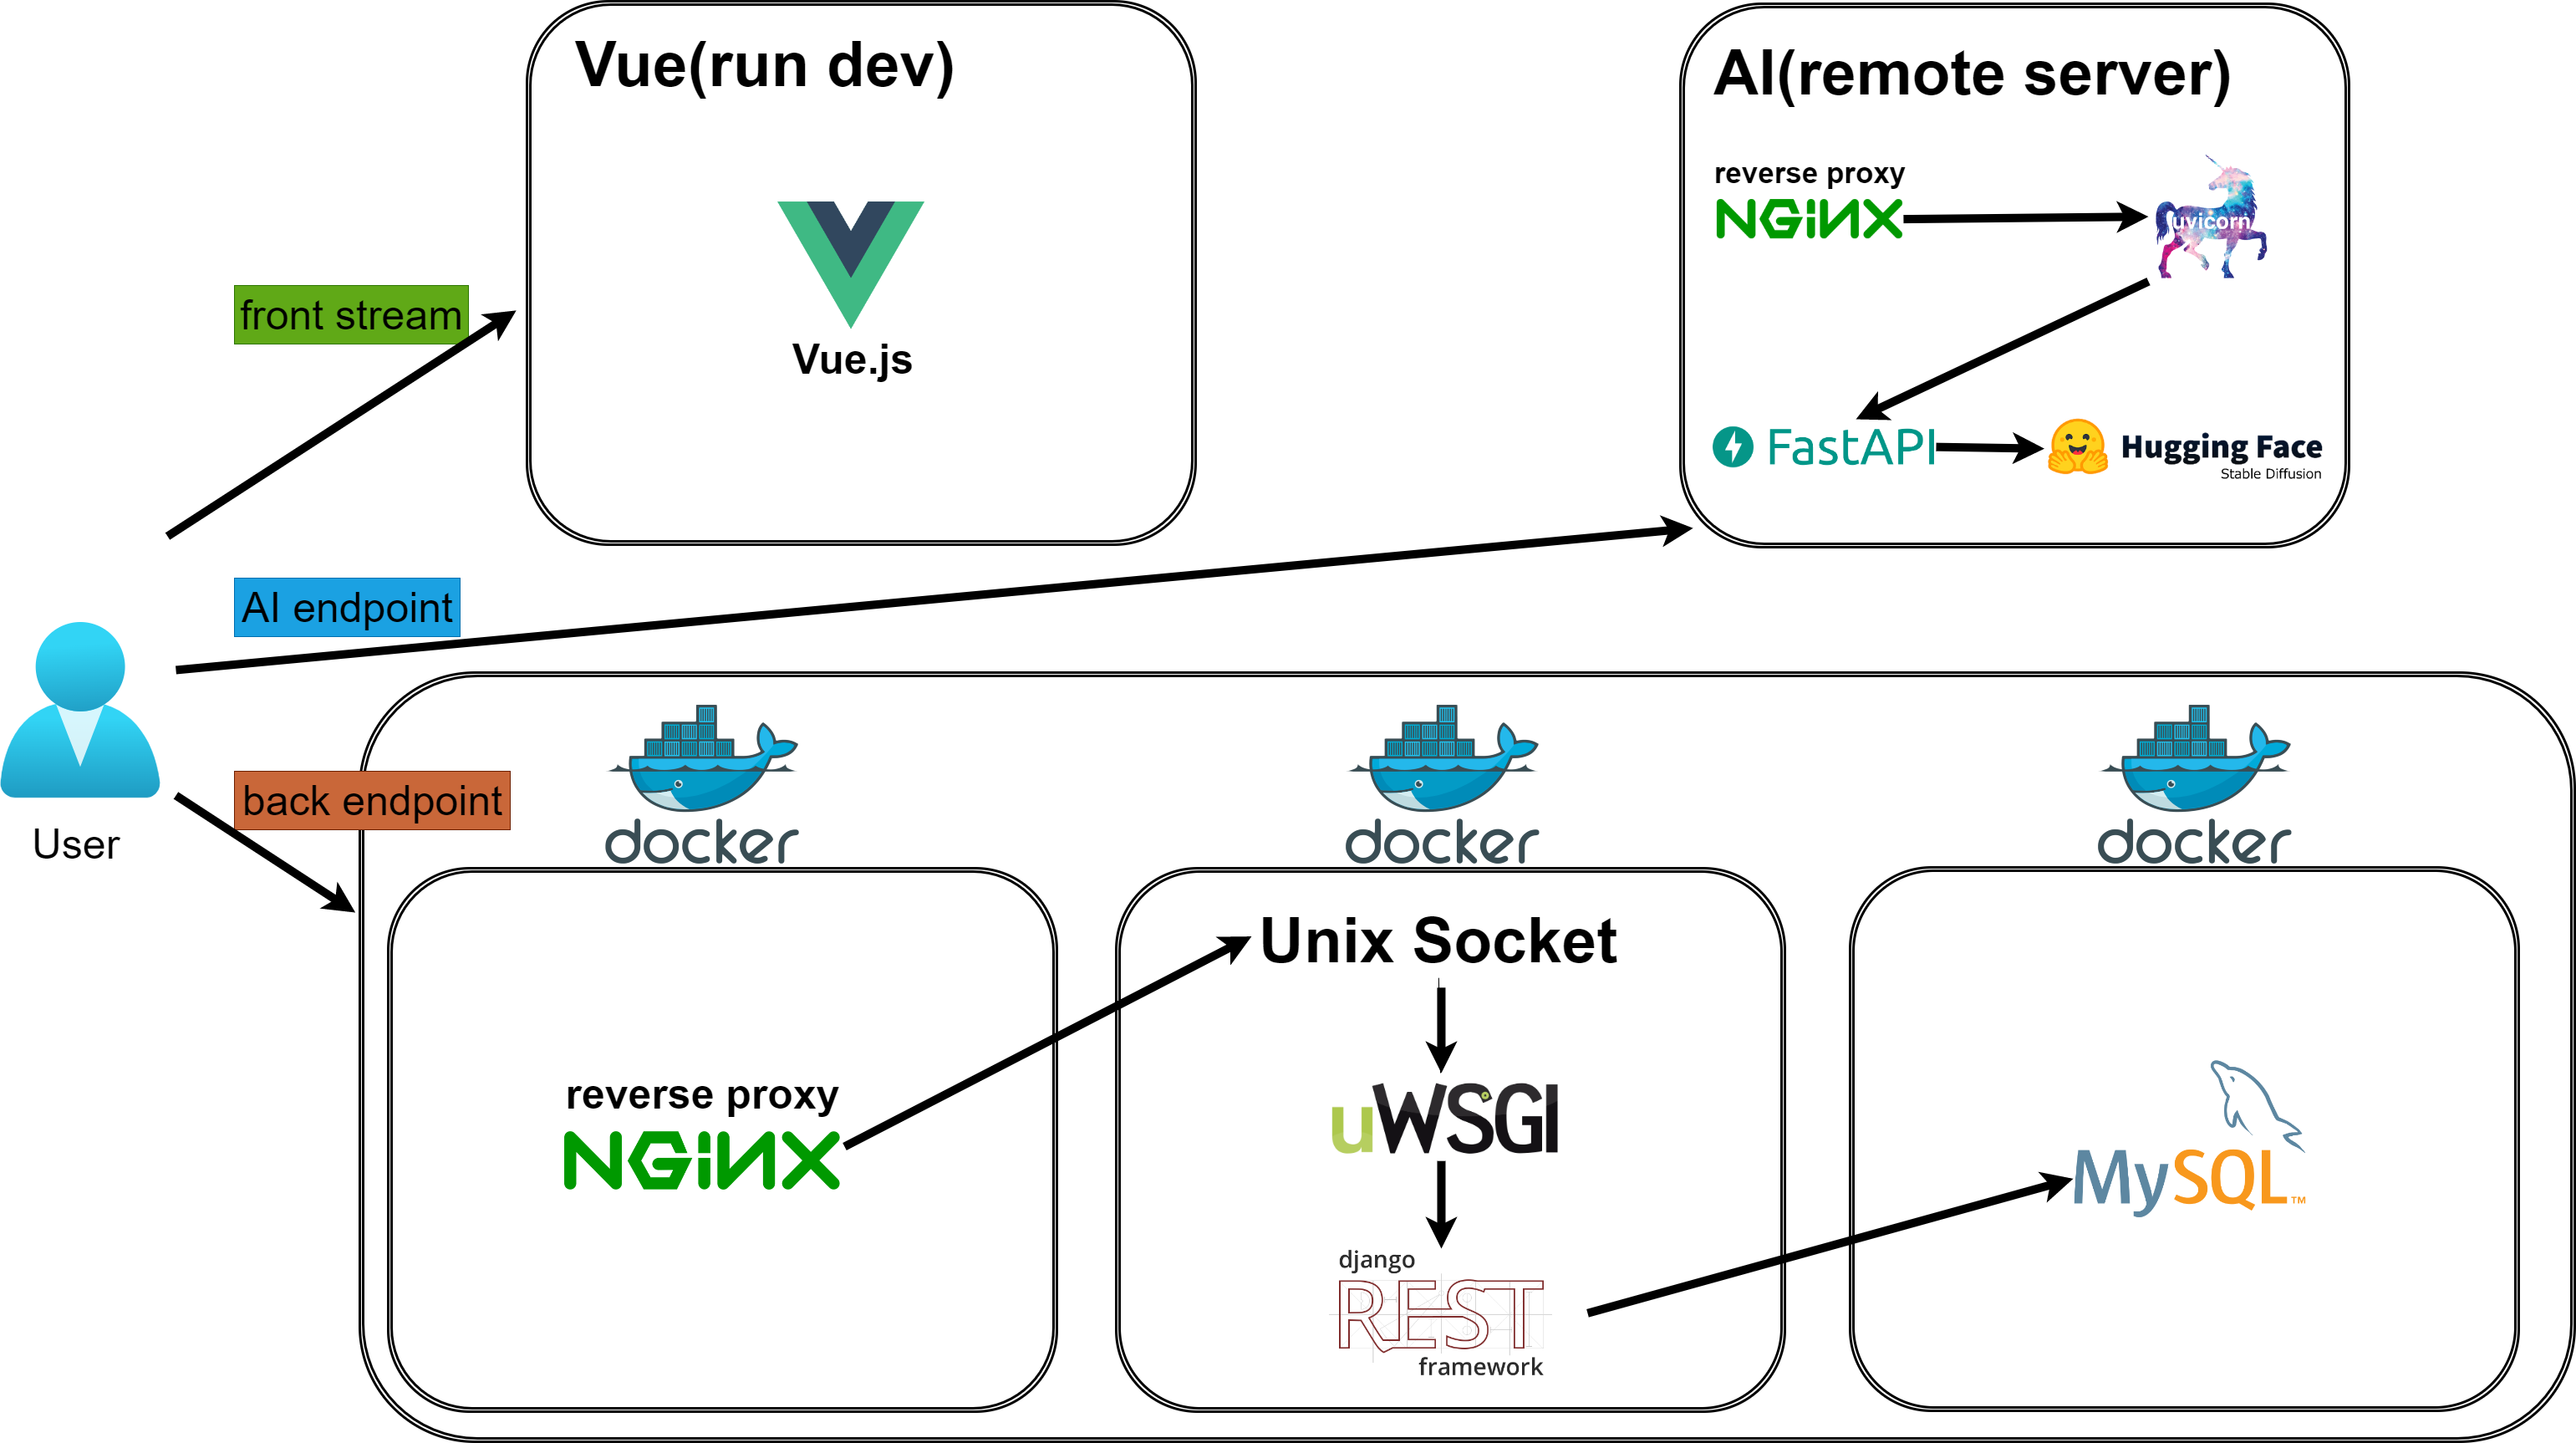 Vue(run dev)
Vue.js
AI(remote server)
reverse proxy
NGINX
uvicorn
FastAPI
Hugging Face
Stable Diffusion
front stream
AI endpoint
back endpoint
User
docker
docker
docker
reverse proxy
NGINX
Unix Socket
uWSGI
django
REST
framework
MySQL™